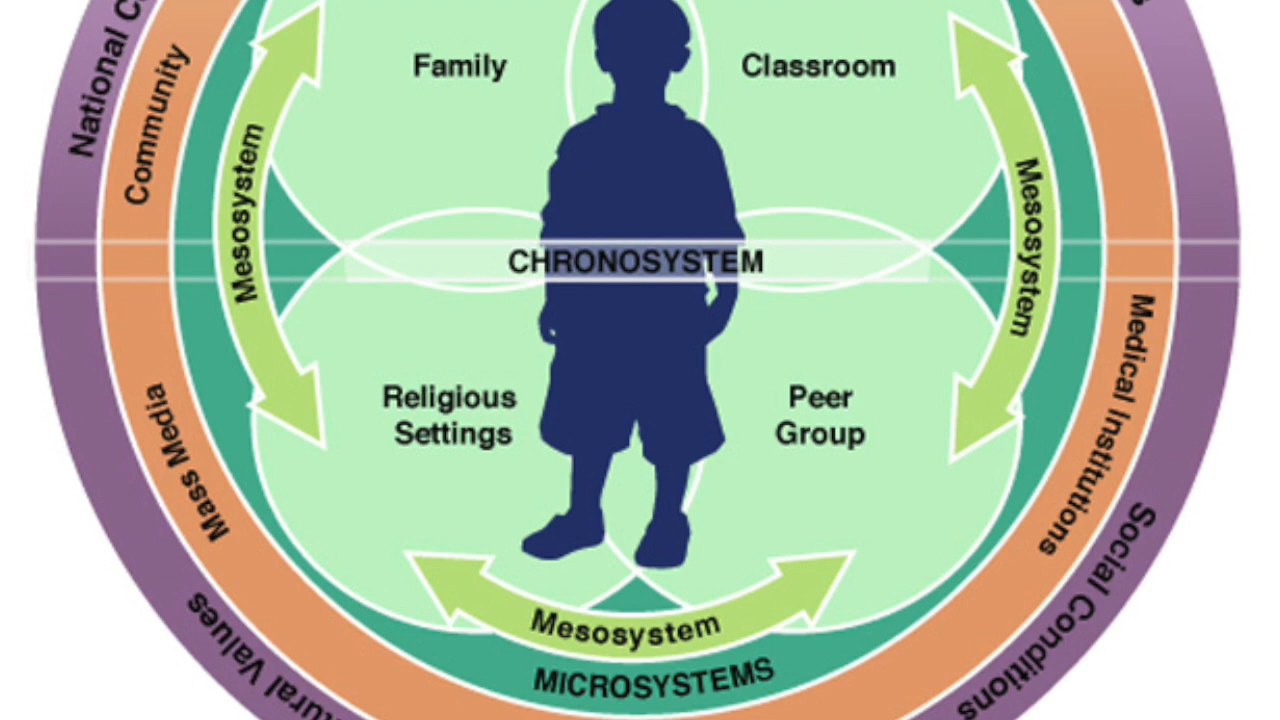 National
Community
Family
Classroom
Mesosystem
Mesosystem
CHRONOSYSTEM
Medical Institutions
Mass Media
Religious
Settings
Peer
Group
Social Conditions
Values
Mesosystem
MICROSYSTEMS